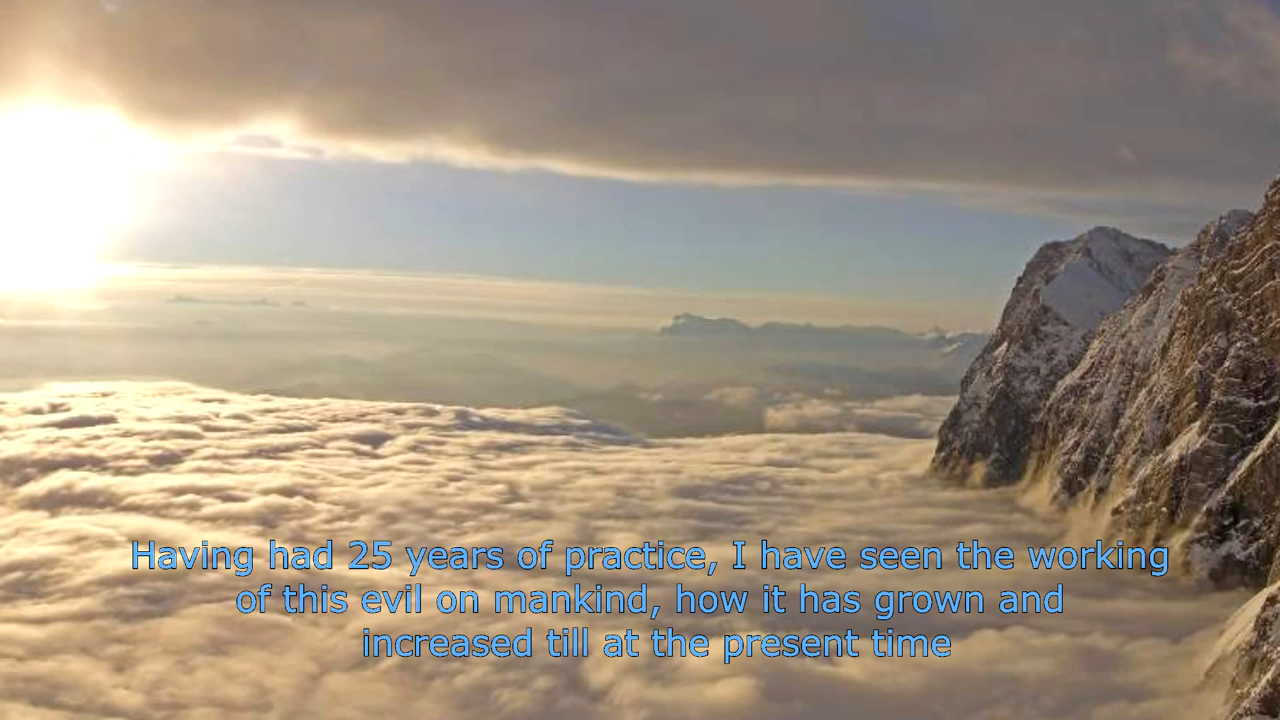 Having had 25 years of practice, I have seen the working
of this evil on mankind, how it has grown and
increased till at the present time